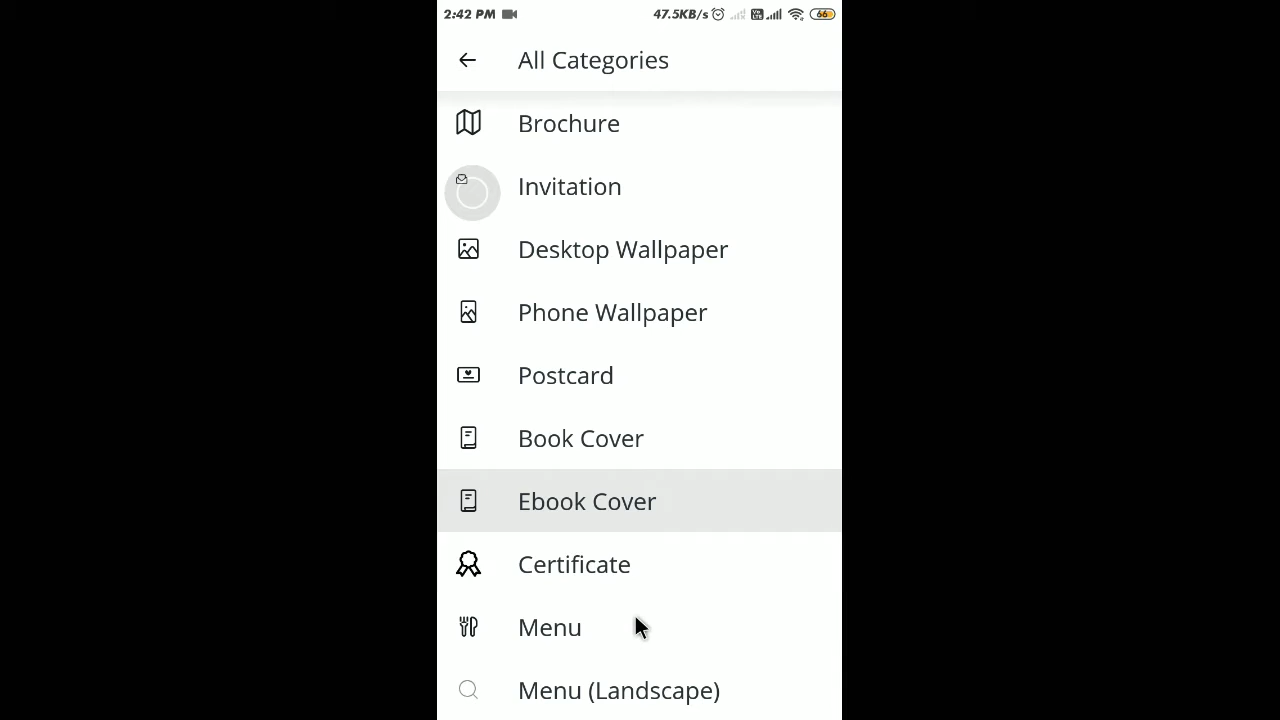 2:42 PM 47.5KB/s 66
All Categories
Brochure
Invitation
Desktop Wallpaper
Phone Wallpaper
Postcard
Book Cover
Ebook Cover
Certificate
Menu
Menu (Landscape)